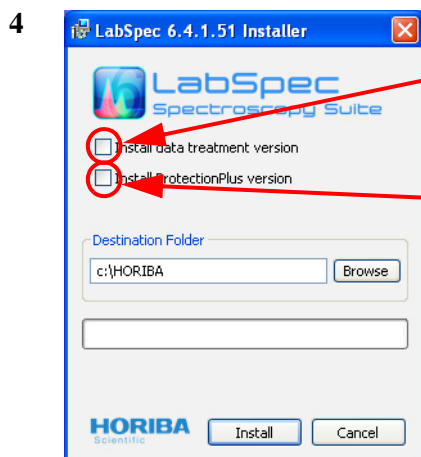 4
LabSpec 6.4.1.51 Installer
LabSpec
Spectroscopy Suite
Install data treatment version
Install ProtectionPlus version
Destination Folder
c:\HORIBA
Browse
HORIBA
Scientific
Install
Cancel